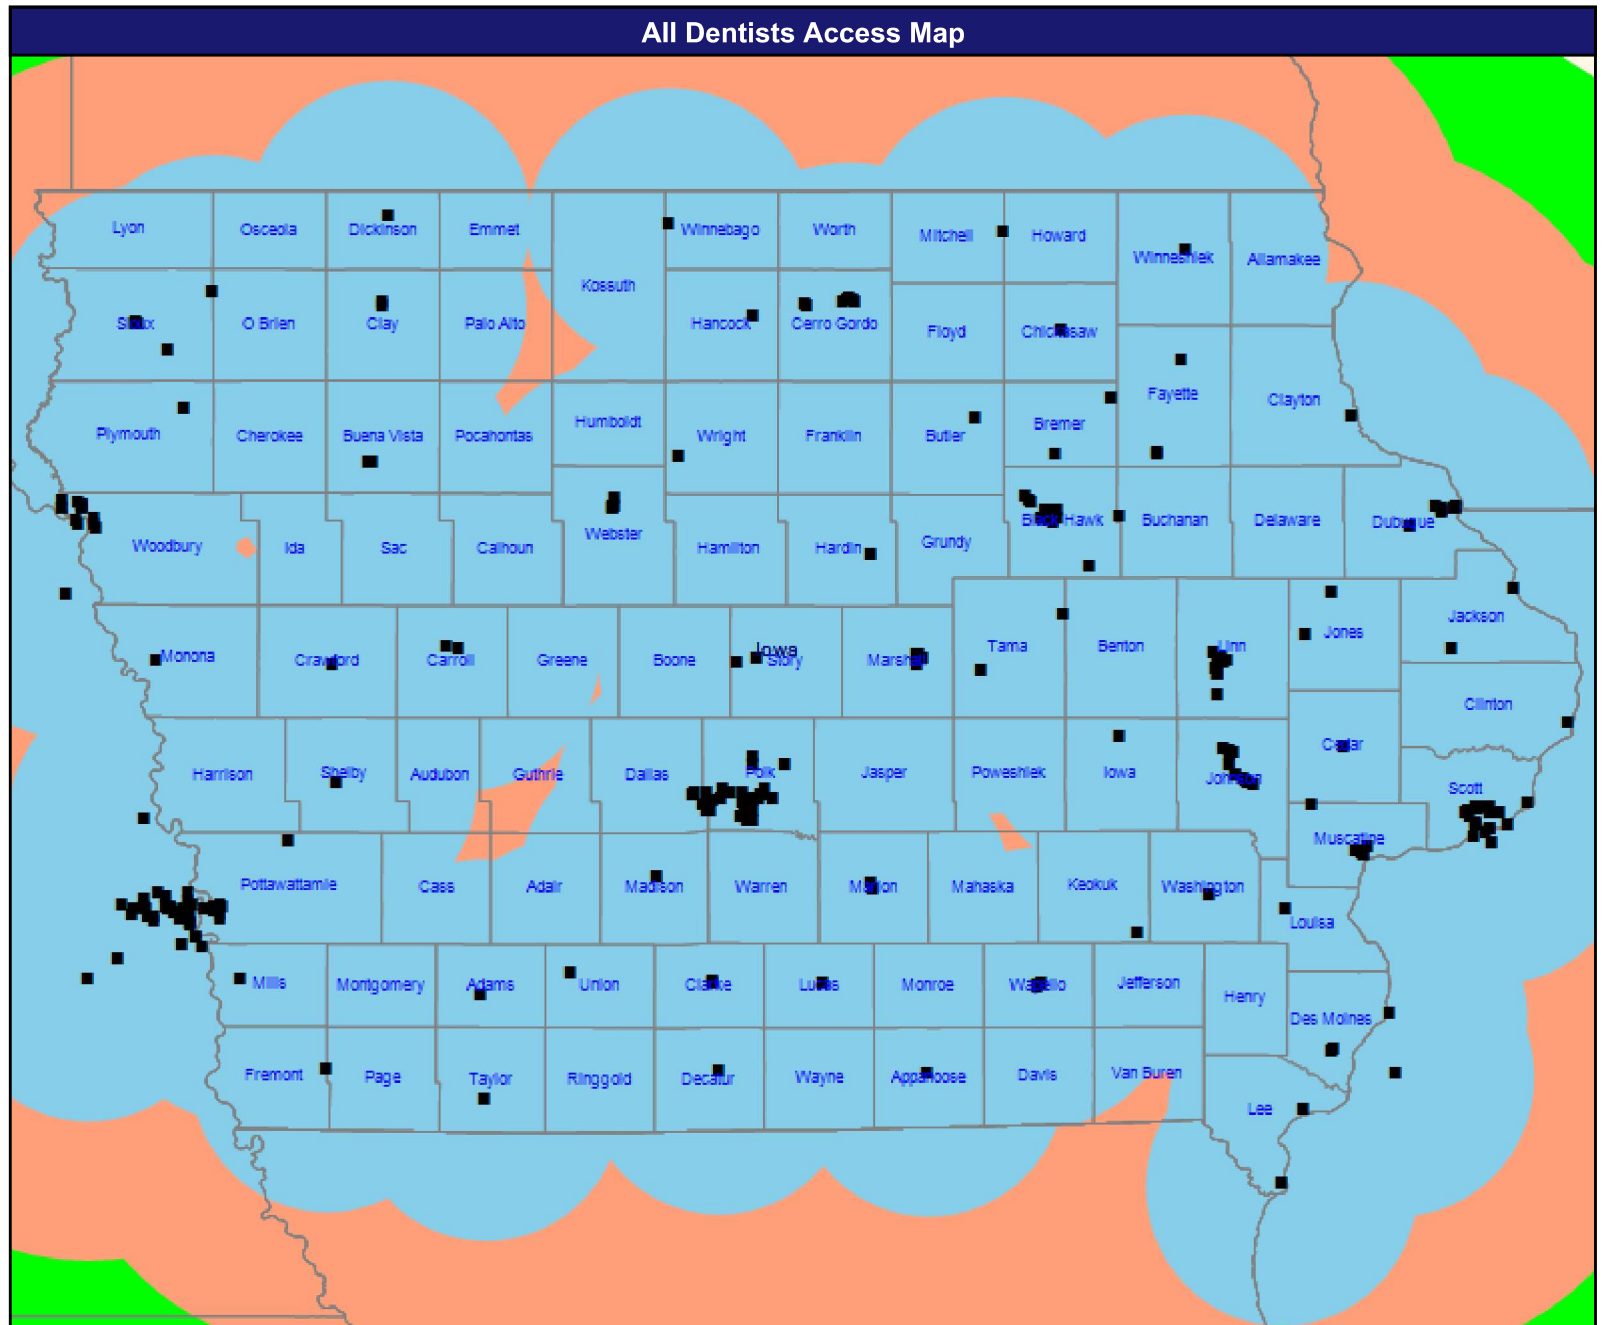 All Dentists Access Map
Lyon
Osceola
Dickinson
Emmet
Winnebago
Worth
Mitchell
Howard
Winneshiek
Allamakee
Kossuth
Sioux
O Brien
Clay
Palo Alto
Hancock
Cerro Gordo
Floyd
Chickasaw
Fayette
Clayton
Plymouth
Cherokee
Buena Vista
Pocahontas
Humboldt
Wright
Franklin
Butler
Bremer
Woodbury
Ida
Sac
Calhoun
Webster
Hamilton
Hardin
Grundy
Black Hawk
Buchanan
Delaware
Dubuque
Monona
Crawford
Carroll
Greene
Boone
Iowa
Story
Marshall
Tama
Benton
Linn
Jones
Jackson
Clinton
Harrison
Shelby
Audubon
Guthrie
Dallas
Polk
Jasper
Poweshiek
Iowa
Johnson
Cedar
Scott
Muscatine
Pottawattamie
Cass
Adair
Madison
Warren
Marion
Mahaska
Keokuk
Washington
Louisa
Mills
Montgomery
Adams
Union
Clarke
Lucas
Monroe
Wapello
Jefferson
Henry
Des Moines
Fremont
Page
Taylor
Ringgold
Decatur
Wayne
Appanoose
Davis
Van Buren
Lee